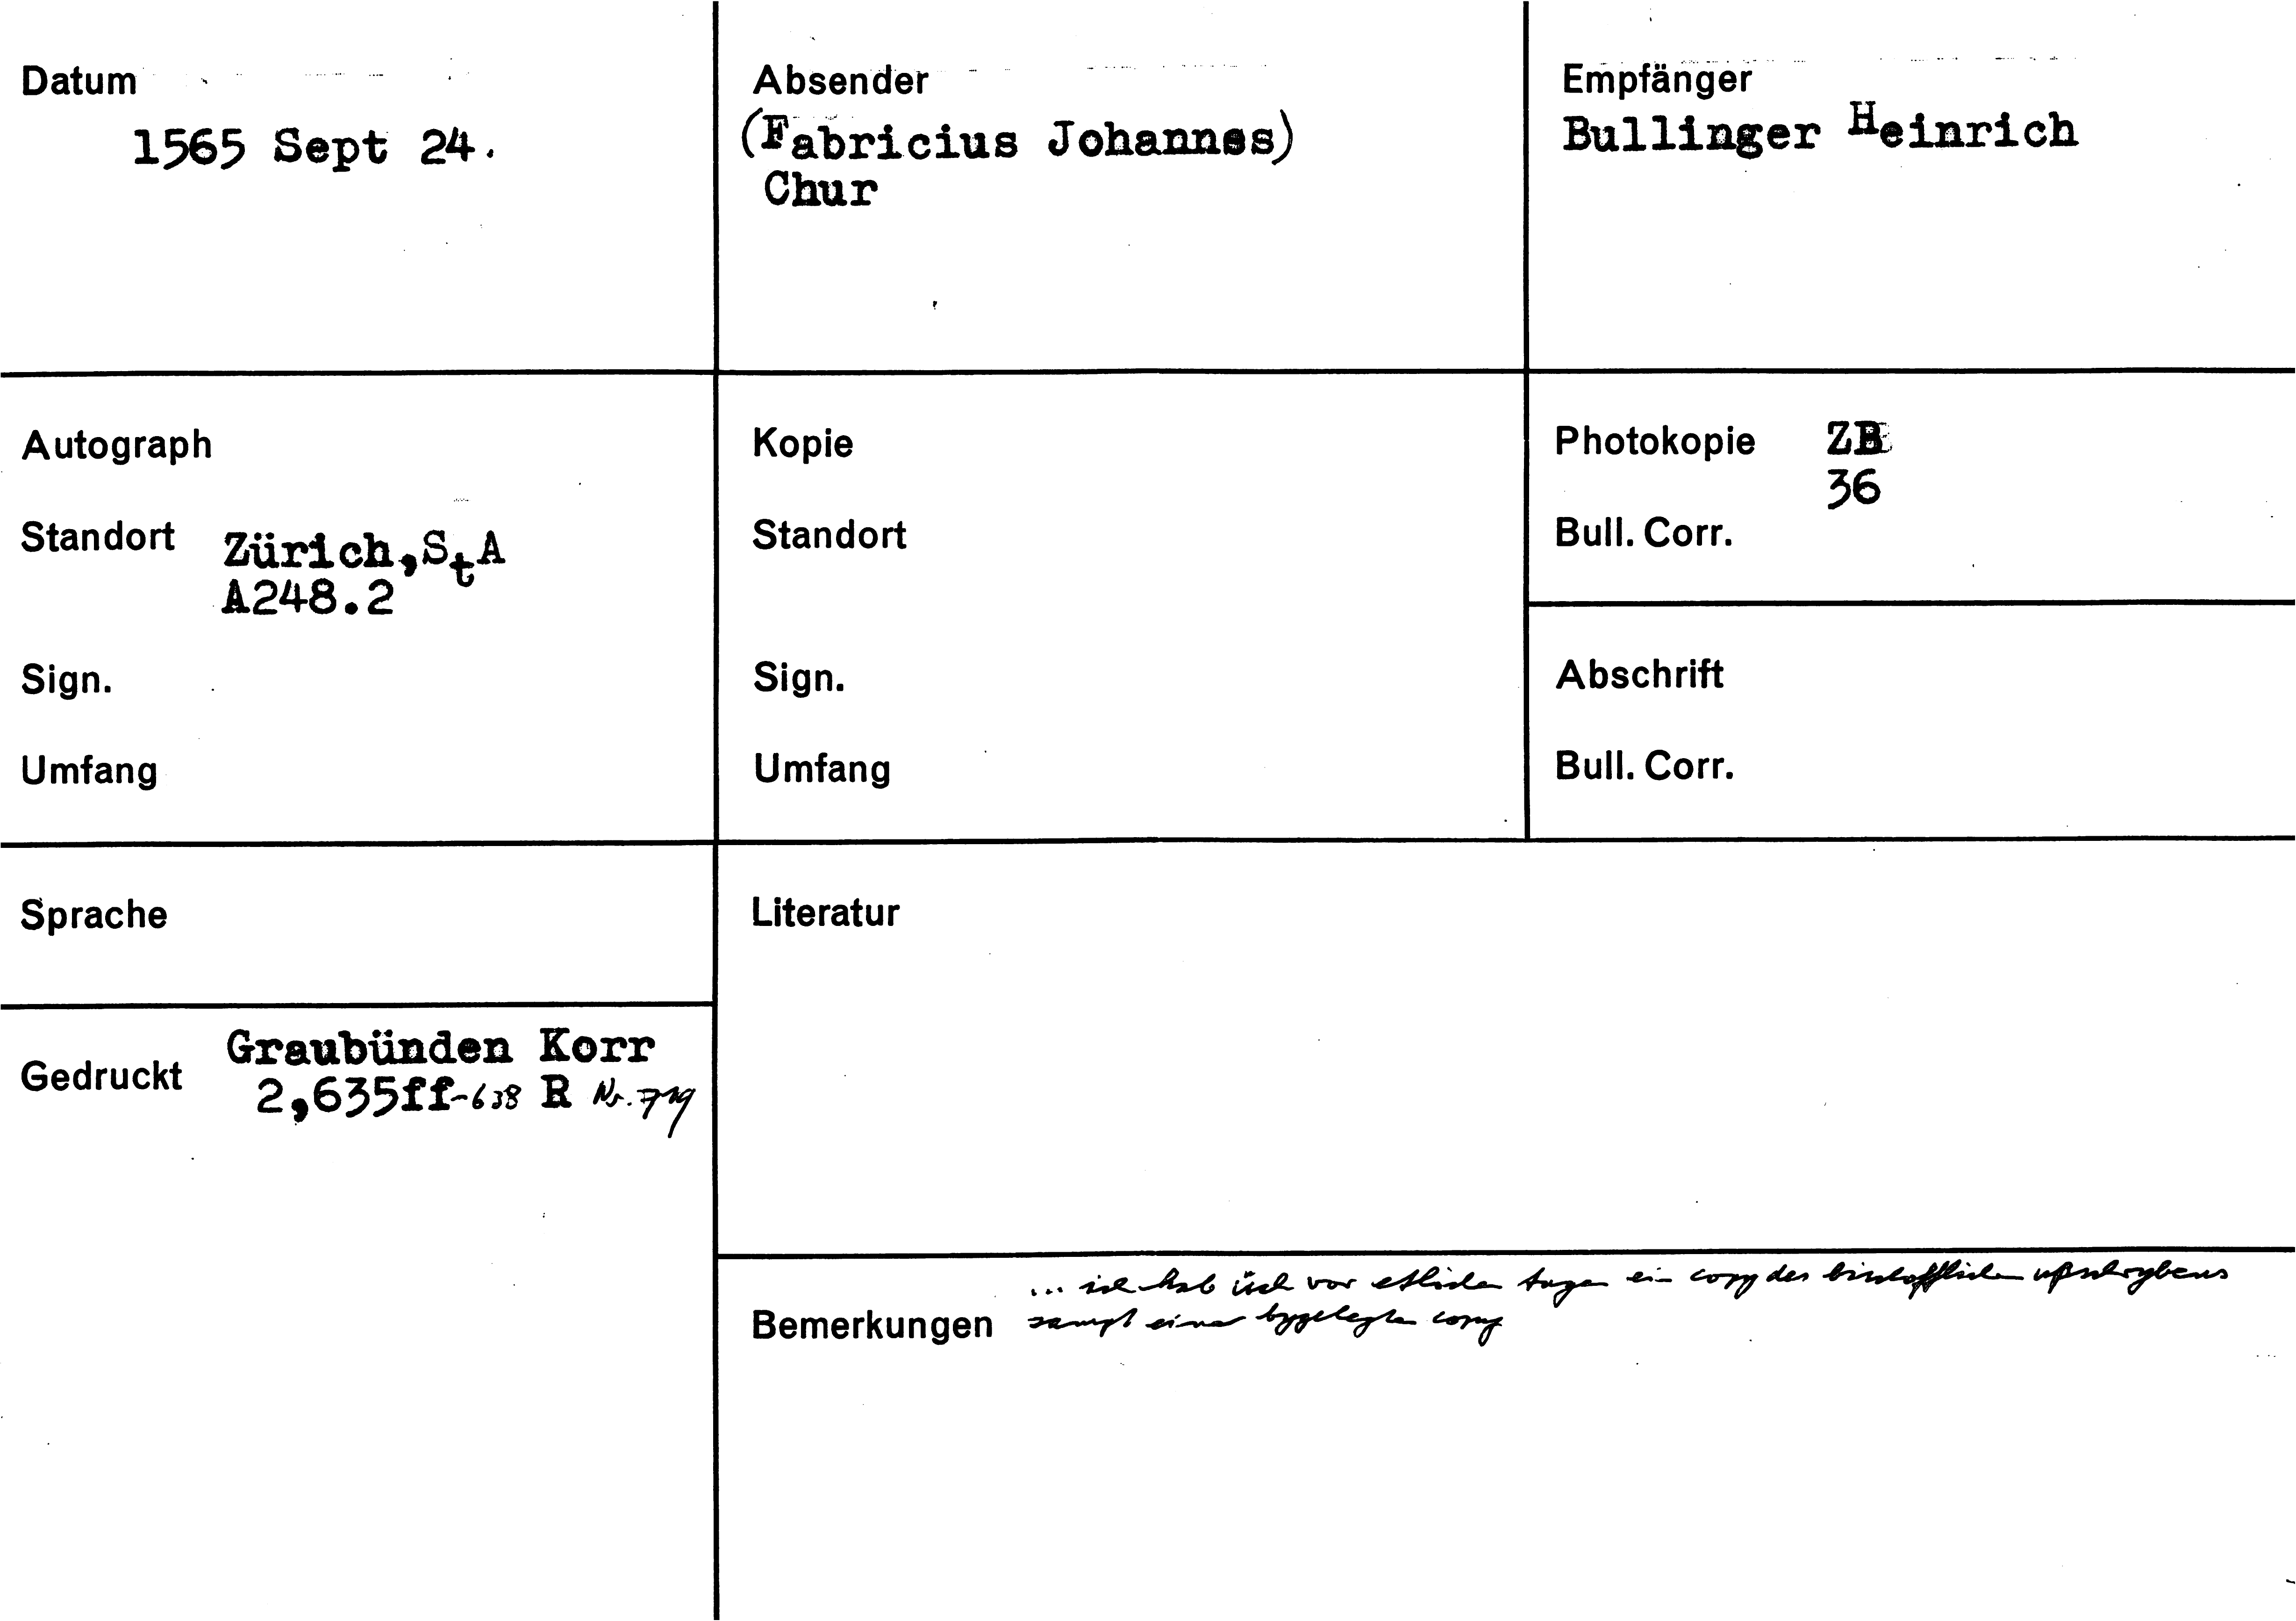 Datum
1565 Sept 24.
Absender
(Fabricius Johannes)
Chur
Empfänger
Bullinger Heinrich
Autograph
Standort Zürich,StA
A248.2
Sign.
Umfang
Kopie
Standort
Sign.
Umfang
Photokopie ZB
36
Bull. Corr.
Abschrift
Bull. Corr.
Sprache
Gedruckt Graubünden Korr
2,635ff-638 R Nr. 719
Literatur
Bemerkungen ... ich hab üch vor etlichen tagen ein copy des bischofflichen ußschrybens
sampt einer bygelegten copy